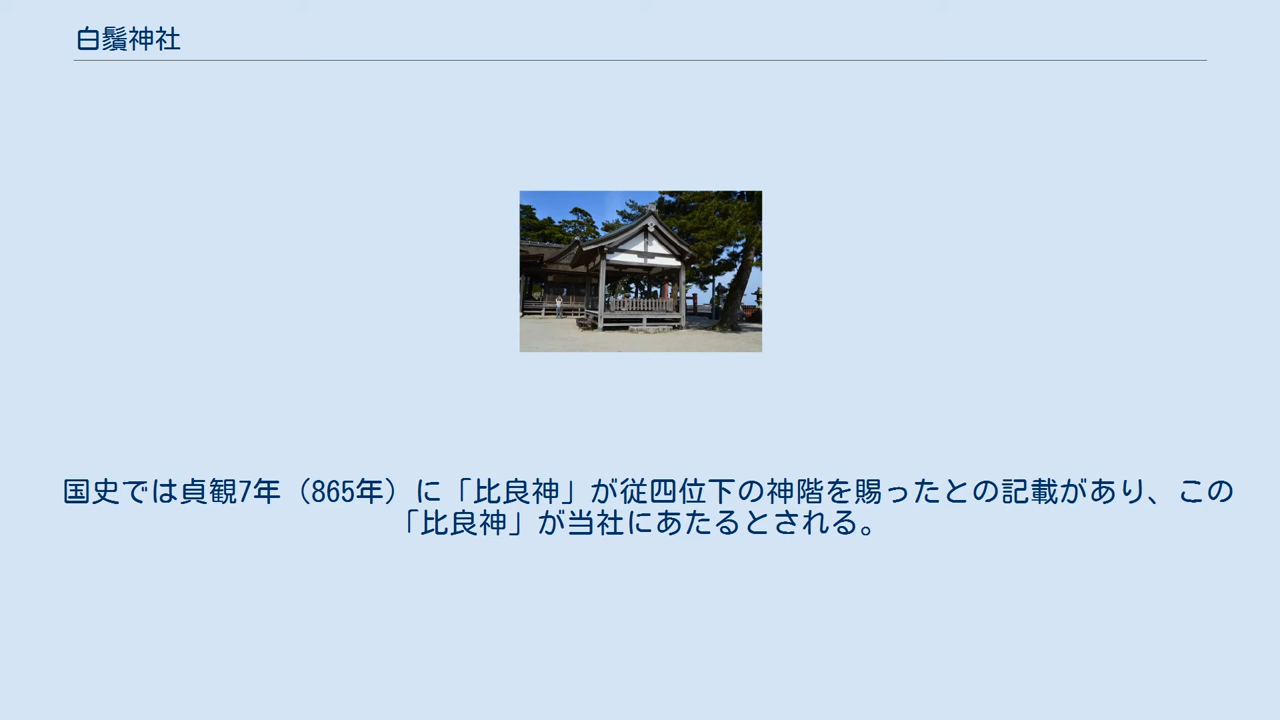 白鬚神社
国史では貞観7年（865年）に「比良神」が従四位下の神階を賜ったとの記載があり、この
「比良神」が当社にあたるとされる。